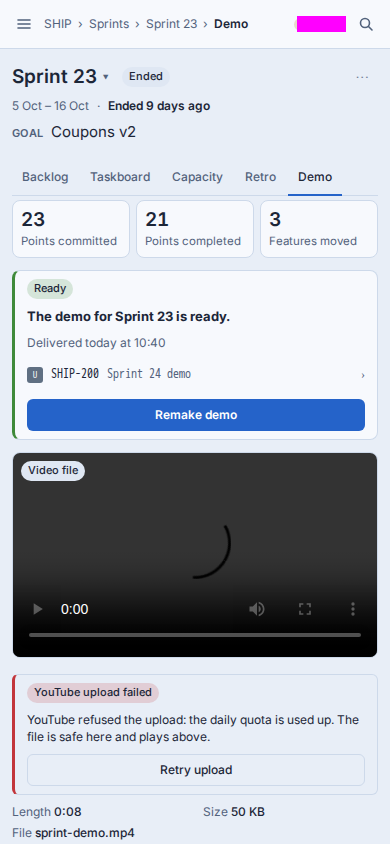 SHIP › Sprints › Sprint 23 › Demo
Sprint 23 ▾ Ended ...
5 Oct – 16 Oct · Ended 9 days ago
GOAL Coupons v2
Backlog Taskboard Capacity Retro Demo
23 21 3
Points committed Points completed Features moved
Ready
The demo for Sprint 23 is ready.
Delivered today at 10:40
U SHIP-200 Sprint 24 demo ›
Remake demo
Video file
0:00
YouTube upload failed
YouTube refused the upload: the daily quota is used up. The
file is safe here and plays above.
Retry upload
Length 0:08 Size 50 KB
File sprint-demo.mp4